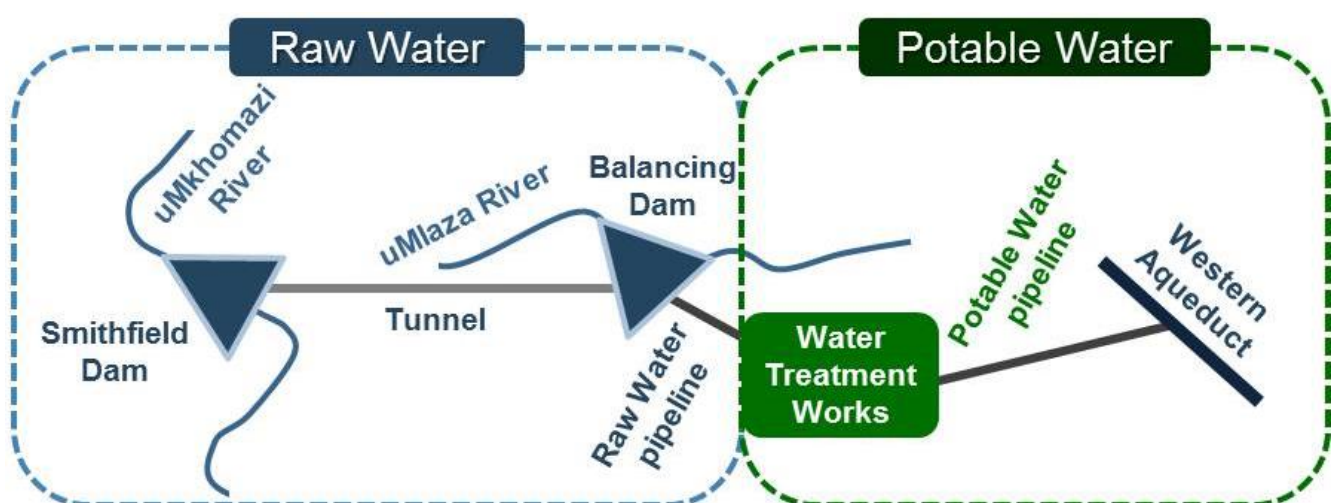 Raw Water
Potable Water
uMkhomazi
River
uMlaza River
Balancing
Dam
Smithfield
Dam
Tunnel
Raw Water
pipeline
Water
Treatment
Works
Potable Water
pipeline
Western
Aqueduct